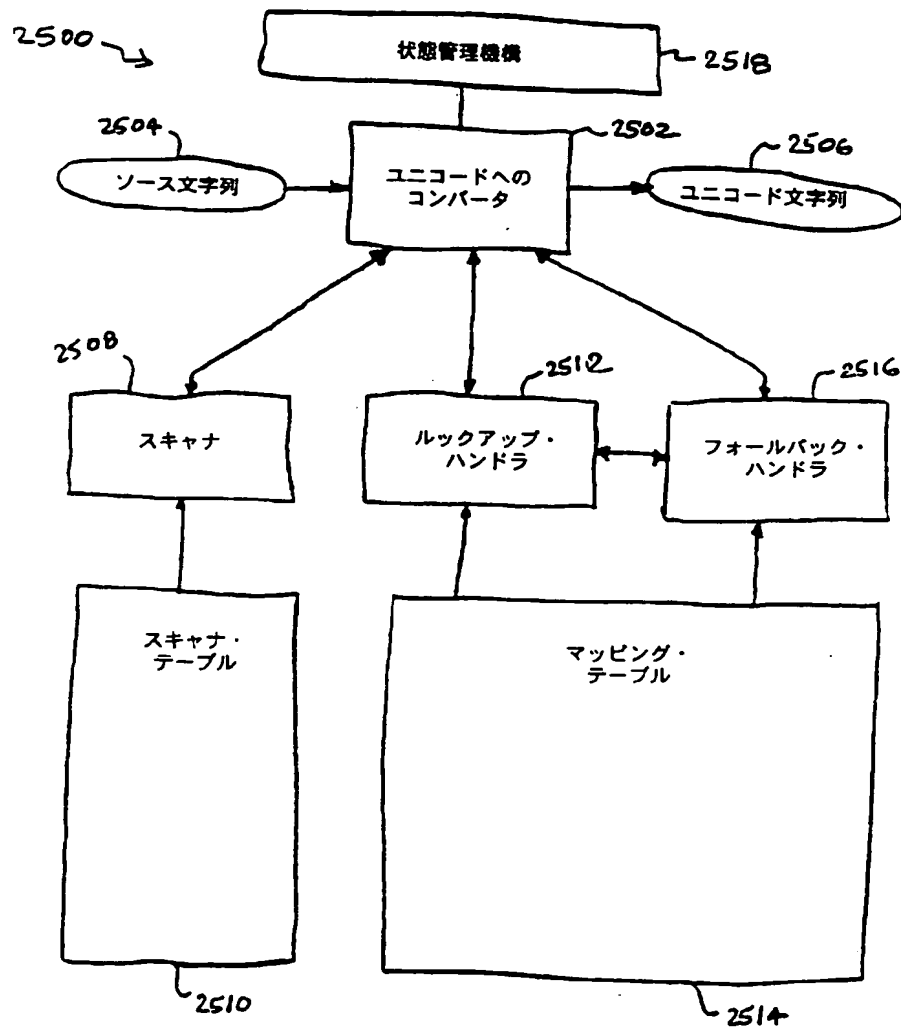 2500
状態管理機構
2518
2504
ソース文字列
2502
ユニコードへの
コンバータ
2506
ユニコード文字列
2508
スキャナ
2512
ルックアップ・
ハンドラ
2516
フォールバック・
ハンドラ
スキャナ・
テーブル
マッピング・
テーブル
2510
2514